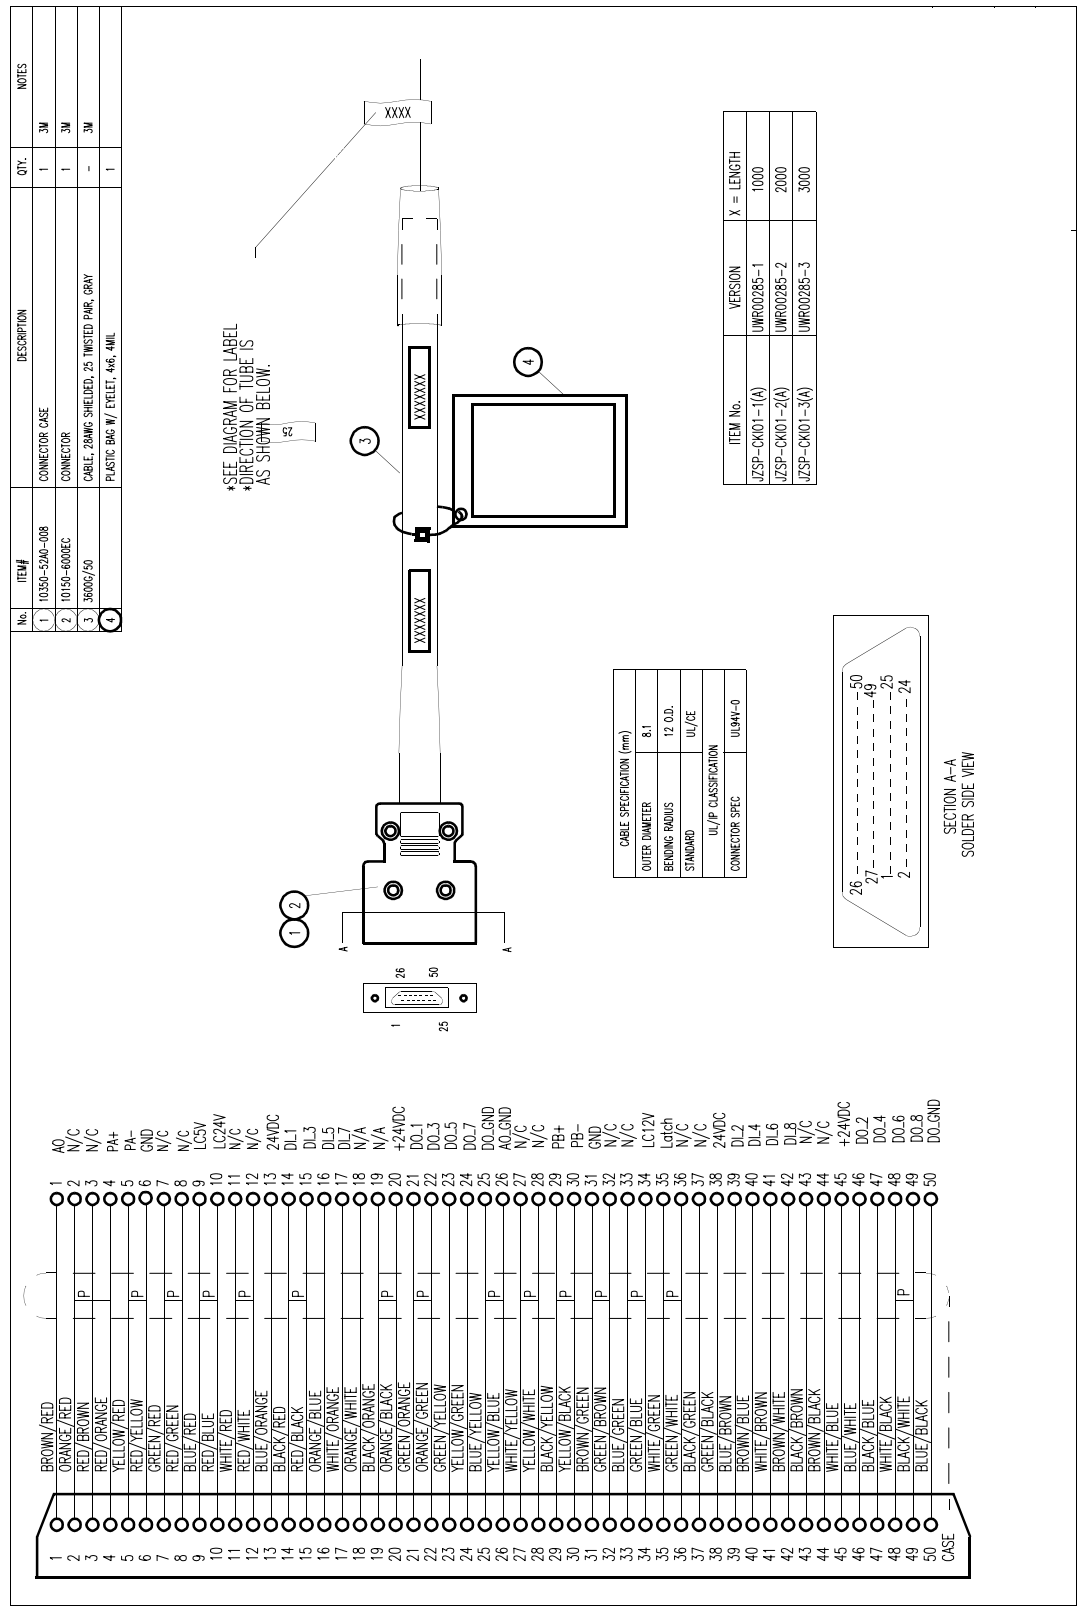 No. ITEM# DESCRIPTION QTY. NOTES
1 10350-52A0-008 CONNECTOR CASE 1 3M
2 10150-6000EC CONNECTOR 1 3M
3 3600G/50 CABLE, 28AWG SHIELDED, 25 TWISTED PAIR, GRAY - 3M
4 PLASTIC BAG W/ EYELET, 4x6, 4MIL 1
*SEE DIAGRAM FOR LABEL
*DIRECTION OF TUBE IS
AS SHOWN BELOW.
25
XXXX
3
4
XXXXXXX
XXXXXXX
1 2
A
A
1 26
25 50
ITEM No. VERSION X = LENGTH
JZSP-CKI01-1(A) UWR00285-1 1000
JZSP-CKI01-2(A) UWR00285-2 2000
JZSP-CKI01-3(A) UWR00285-3 3000
CABLE SPECIFICATION (mm)
OUTER DIAMETER 8.1
BENDING RADIUS 12 O.D.
STANDARD UL/CE
UL/IP CLASSIFICATION
CONNECTOR SPEC UL94V-0
26 50
27 49
1 25
2 24
SECTION A-A
SOLDER SIDE VIEW
1 BROWN/RED 1 AO
2 ORANGE/RED 2 N/C
3 RED/BROWN P 3 N/C
4 RED/ORANGE 4 PA+
5 YELLOW/RED 5 PA-
6 RED/YELLOW P 6 GND
7 GREEN/RED 7 N/C
8 RED/GREEN P 8 N/C
9 BLUE/RED 9 LC5V
10 RED/BLUE P 10 LC24V
11 WHITE/RED 11 N/C
12 RED/WHITE P 12 N/C
13 BLUE/ORANGE 13 24VDC
14 BLACK/RED 14 DI_1
15 RED/BLACK P 15 DI_3
16 ORANGE/BLUE 16 DI_5
17 WHITE/ORANGE 17 DI_7
18 ORANGE/WHITE 18 N/A
19 BLACK/ORANGE 19 N/A
20 ORANGE/BLACK P 20 +24VDC
21 GREEN/ORANGE 21 DO_1
22 ORANGE/GREEN P 22 DO_3
23 GREEN/YELLOW 23 DO_5
24 YELLOW/GREEN 24 DO_7
25 BLUE/YELLOW 25 DO_GND
26 YELLOW/BLUE P 26 AO_GND
27 WHITE/YELLOW 27 N/C
28 YELLOW/WHITE P 28 N/C
29 BLACK/YELLOW 29 PB+
30 YELLOW/BLACK P 30 PB-
31 BROWN/GREEN 31 GND
32 GREEN/BROWN P 32 N/C
33 BLUE/GREEN 33 N/C
34 GREEN/BLUE P 34 LC12V
35 WHITE/GREEN 35 Latch
36 GREEN/WHITE P 36 N/C
37 BLACK/GREEN 37 N/C
38 GREEN/BLACK 38 24VDC
39 BLUE/BROWN 39 DI_2
40 BROWN/BLUE 40 DI_4
41 WHITE/BROWN 41 DI_6
42 BROWN/WHITE 42 DI_8
43 BLACK/BROWN 43 N/C
44 BROWN/BLACK 44 N/C
45 WHITE/BLUE 45 +24VDC
46 BLUE/WHITE 46 DO_2
47 BLACK/BLUE 47 DO_4
48 WHITE/BLACK 48 DO_6
49 BLACK/WHITE P 49 DO_8
50 BLUE/BLACK 50 DO_GND
CASE